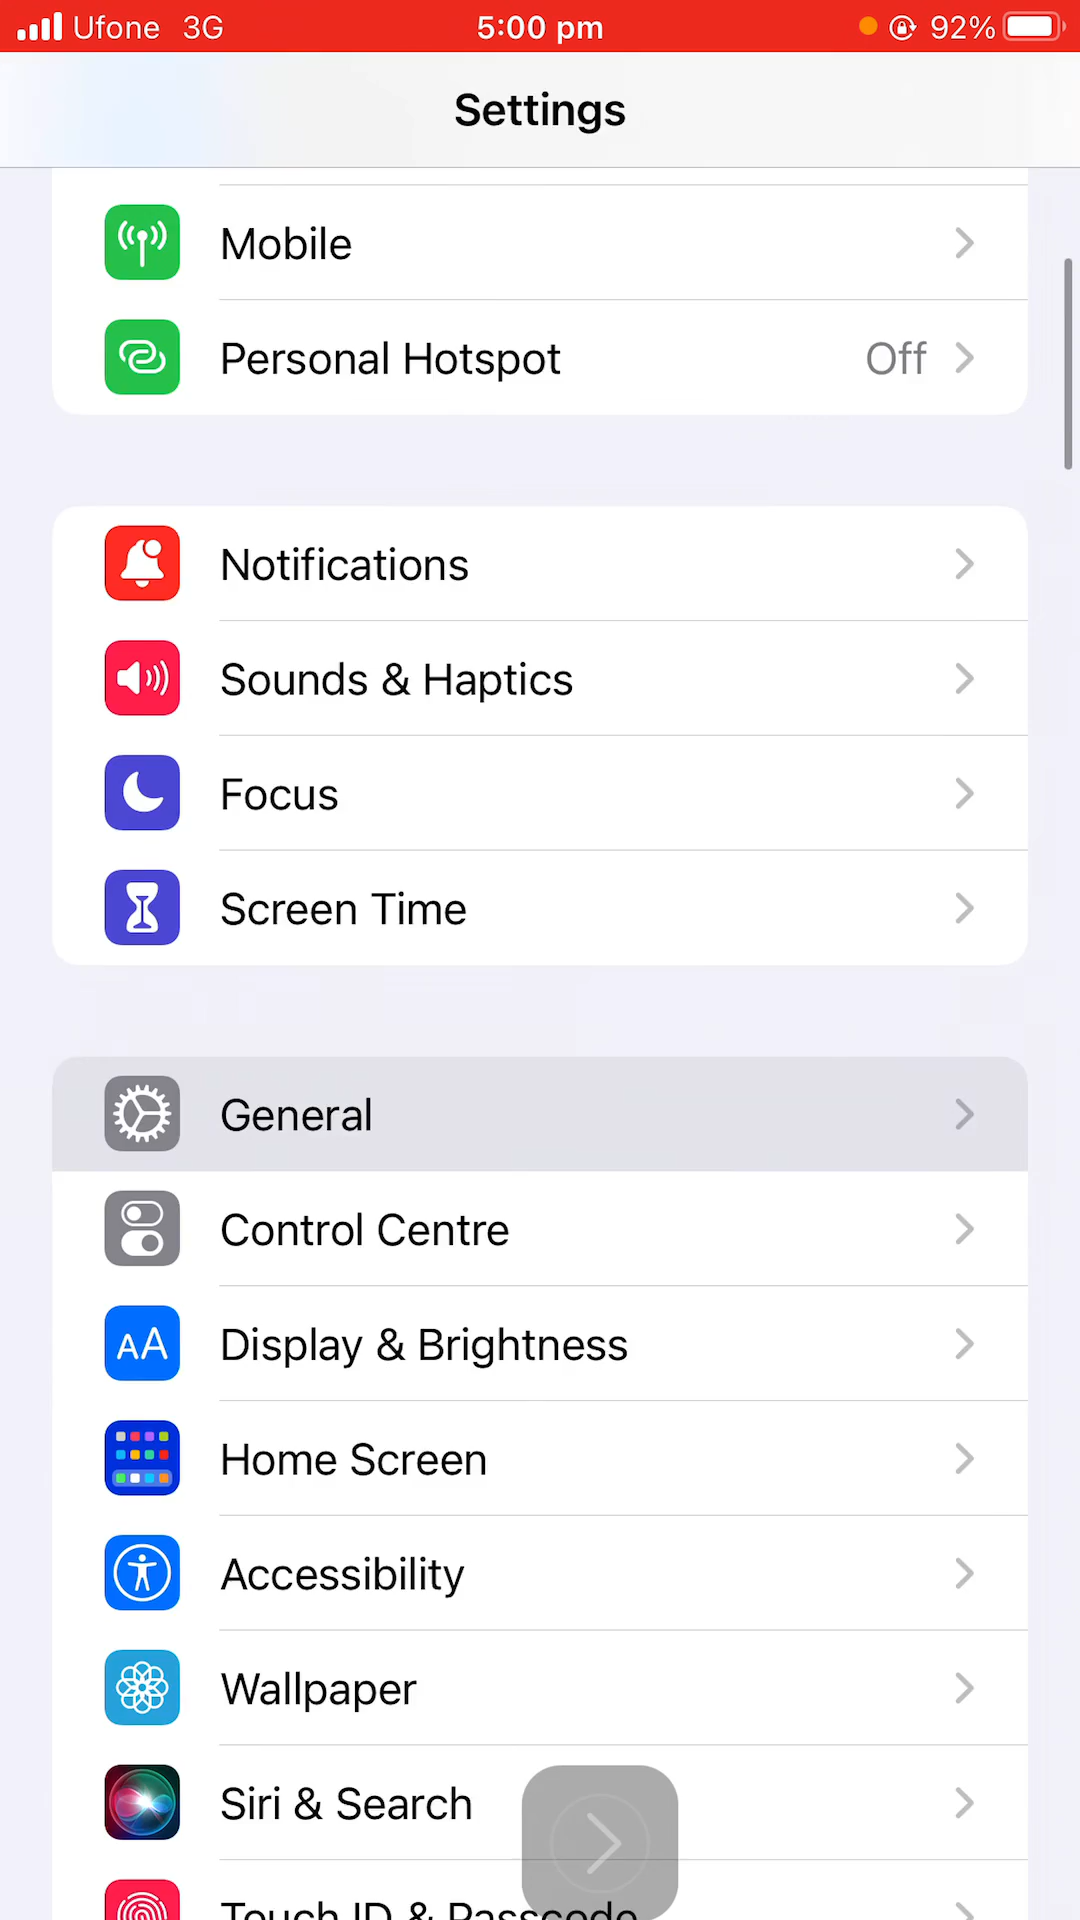 Ufone 3G 5:00 pm 92%
Settings
Mobile
Personal Hotspot Off
Notifications
Sounds & Haptics
Focus
Screen Time
General
Control Centre
AA Display & Brightness
Home Screen
Accessibility
Wallpaper
Siri & Search
Touch ID & Passcode